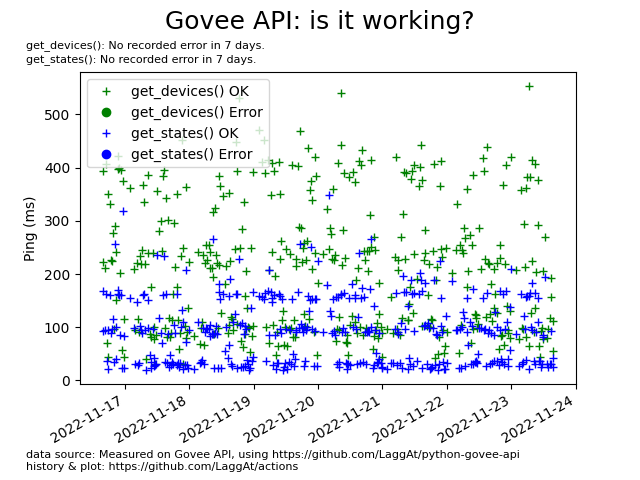 Govee API: is it working?
get_devices(): No recorded error in 7 days.
get_states(): No recorded error in 7 days.
get_devices() OK
get_devices() Error
get_states() OK
get_states() Error
Ping (ms)
500
400
300
200
100
0
2022-11-17
2022-11-18
2022-11-19
2022-11-20
2022-11-21
2022-11-22
2022-11-23
2022-11-24
data source: Measured on Govee API, using https://github.com/LaggAt/python-govee-api
history & plot: https://github.com/LaggAt/actions